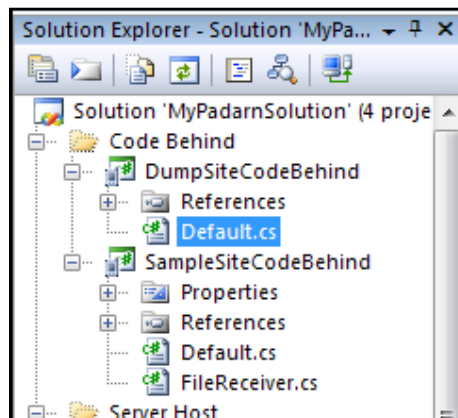 Solution Explorer - Solution 'MyPa...
Solution 'MyPadarnSolution' (4 proje
Code Behind
DumpSiteCodeBehind
References
Default.cs
SampleSiteCodeBehind
Properties
References
Default.cs
FileReceiver.cs
Server Host